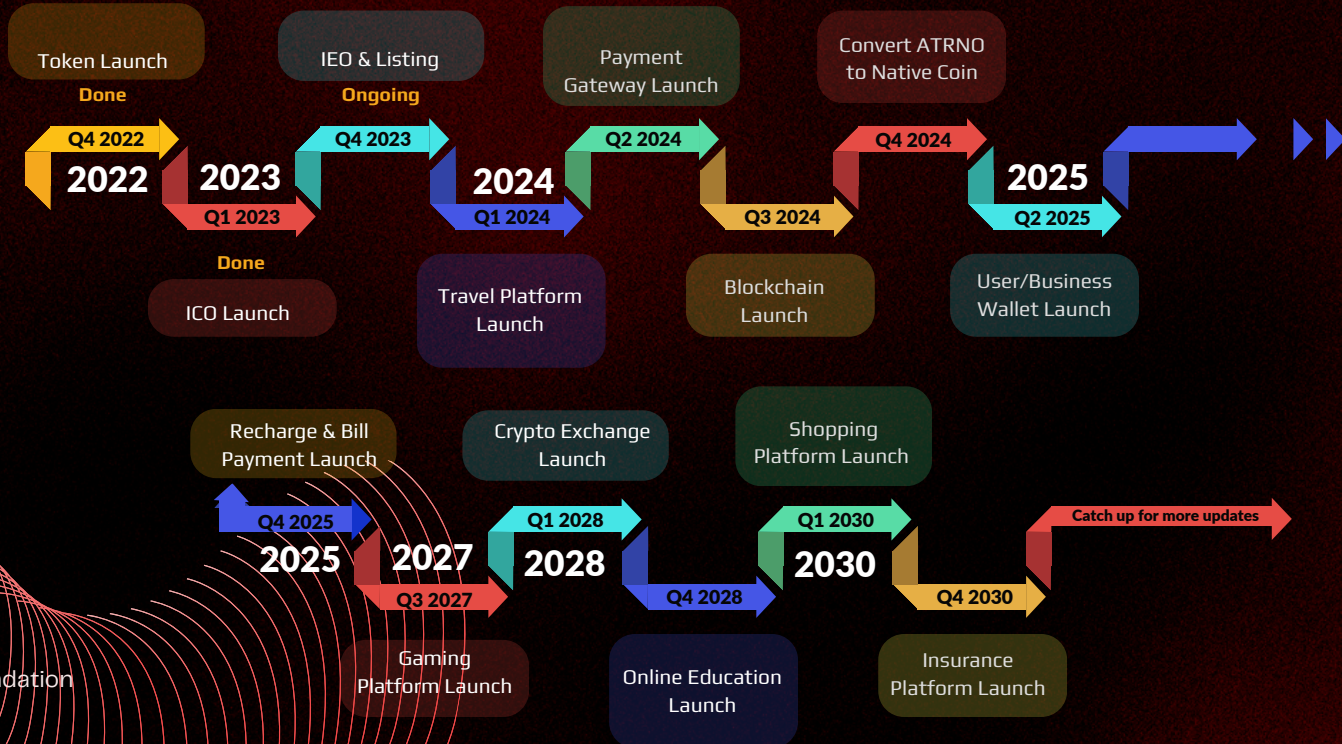 Token Launch
Done
Q4 2022
2022
2023
Q1 2023
Done
ICO Launch
IEO & Listing
Ongoing
Q4 2023
2024
Q1 2024
Travel Platform
Launch
Payment
Gateway Launch
Q2 2024
Q3 2024
Blockchain
Launch
Convert ATRNO
to Native Coin
Q4 2024
2025
Q2 2025
User/Business
Wallet Launch
Recharge & Bill
Payment Launch
Q4 2025
2025
2027
Q3 2027
Gaming
Platform Launch
Crypto Exchange
Launch
Q1 2028
2028
Q4 2028
Online Education
Launch
Shopping
Platform Launch
Q1 2030
2030
Q4 2030
Insurance
Platform Launch
Catch up for more updates
dation